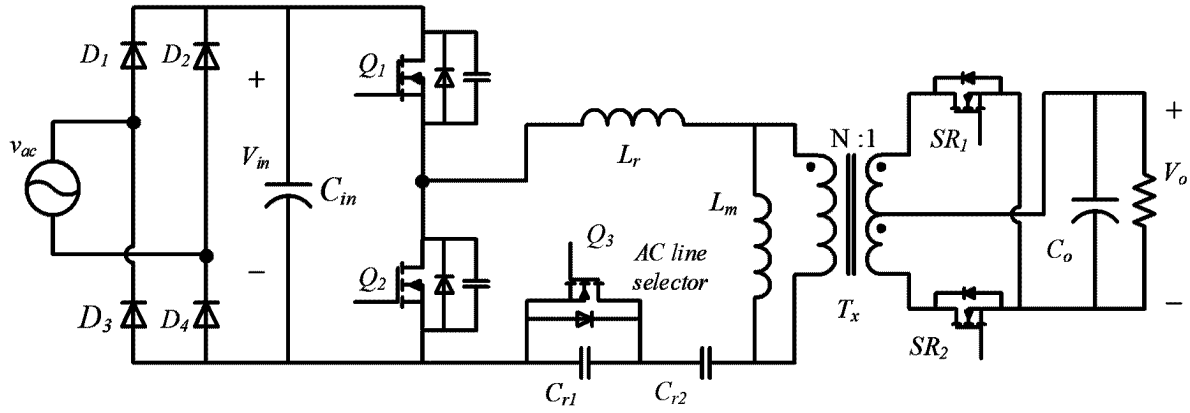 D1
D2
vac
+
Vin
−
Cin
D3
D4
Q1
Q2
Lr
Lm
Q3
AC line
selector
Cr1
Cr2
N :1
Tx
SR1
SR2
Co
+
Vo
−